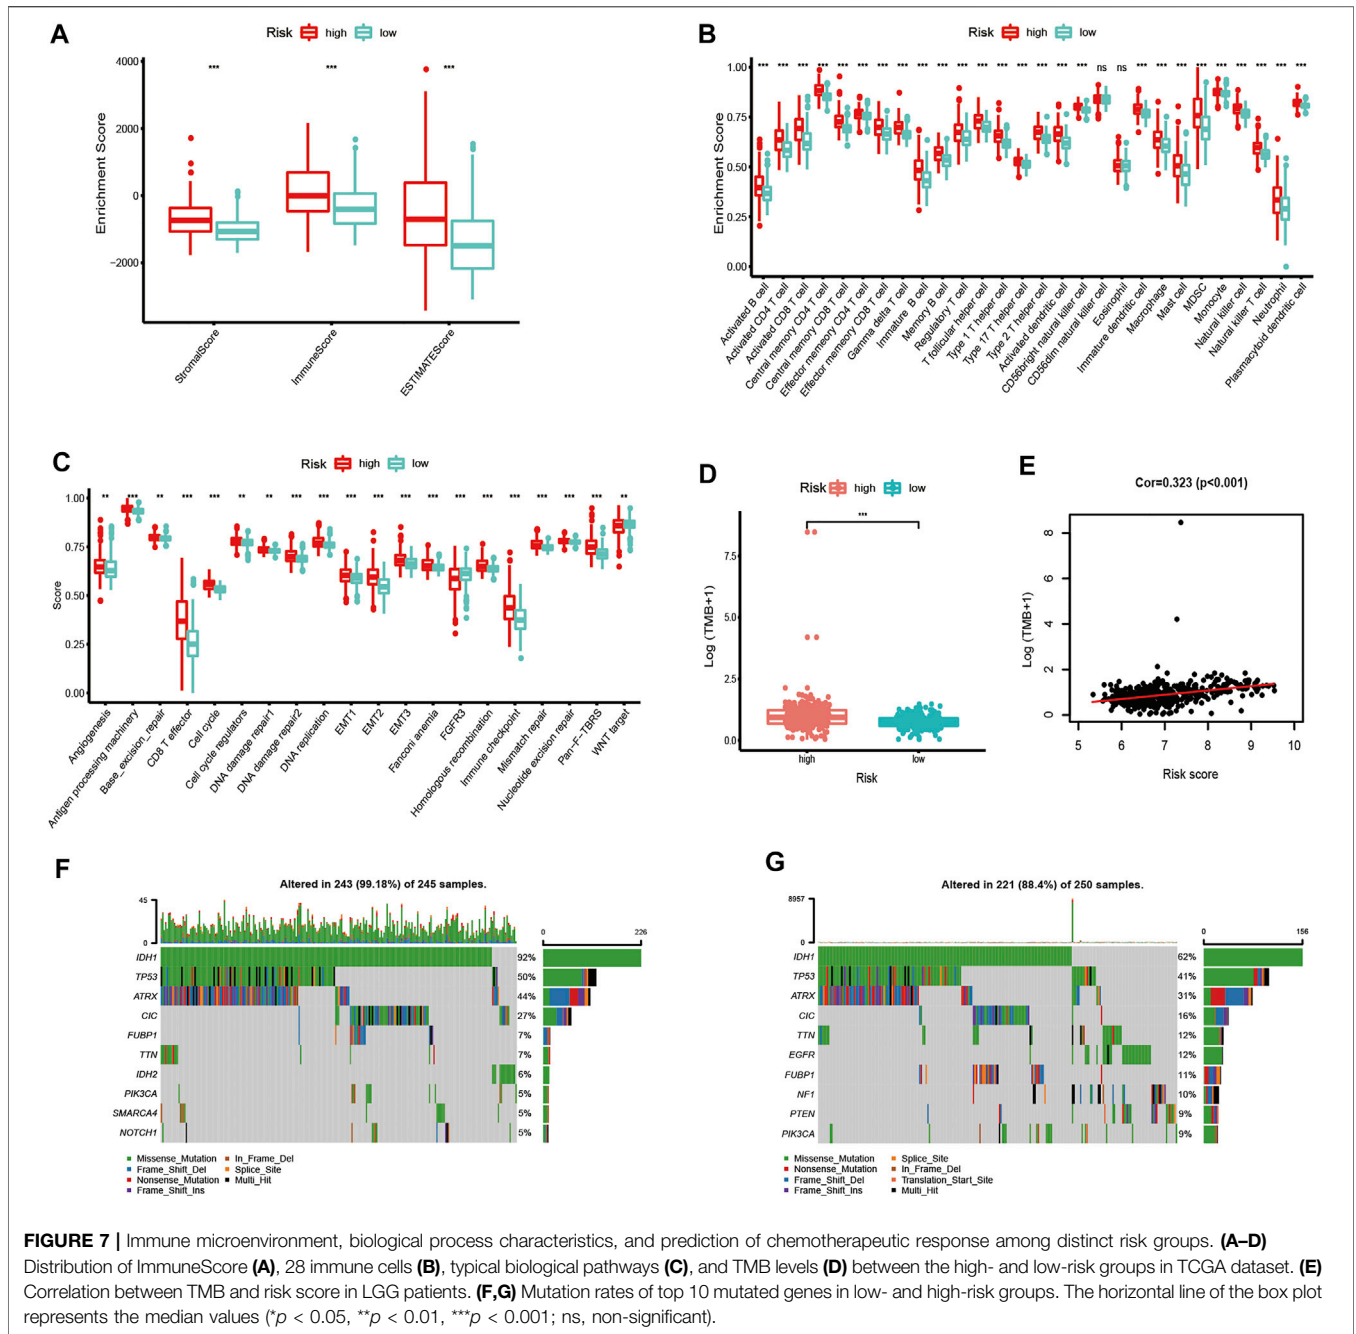 A
Risk high low
Enrichment Score
4000
2000
0
−2000
*** *** ***
StromalScore
ImmuneScore
ESTIMATEScore
B
Risk high low
Enrichment Score
1.00
0.75
0.50
0.25
0.00
*** *** *** *** *** *** *** *** *** *** *** *** *** *** *** *** ns ns *** *** *** *** *** *** *** *** ***
Activated B cell
Activated CD4 T cell
Activated CD8 T cell
Central memory CD4 T cell
Central memory CD8 T cell
Effector memory CD4 T cell
Effector memory CD8 T cell
Gamma delta T cell
Immature B cell
Memory B cell
Regulatory T cell
T follicular helper cell
Type 1 T helper cell
Type 17 T helper cell
Type 2 T helper cell
Activated dendritic cell
CD56bright natural killer cell
CD56dim natural killer cell
Eosinophil
Immature dendritic cell
Macrophage
Mast cell
MDSC
Monocyte
Natural killer cell
Natural killer T cell
Neutrophil
Plasmacytoid dendritic cell
C
Risk high low
Score
1.00
0.75
0.50
0.25
0.00
** *** ** *** *** ** ** *** *** *** *** *** *** *** *** *** *** *** *** **
Angiogenesis
Antigen processing machinery
Base_excision_repair
CD8 T effector
Cell cycle
Cell cycle regulators
DNA damage repair1
DNA damage repair2
DNA replication
EMT1
EMT2
EMT3
Fanconi anemia
FGFR3
Homologous recombination
Immune checkpoint
Mismatch repair
Nucleotide excision repair
Pan−F−TBRS
WNT target
D
Risk high low
***
Log (TMB+1)
7.5
5.0
2.5
0.0
high low
Risk
E
Cor=0.323 (p<0.001)
Log (TMB+1)
8
6
4
2
0
5 6 7 8 9 10
Risk score
F
Altered in 243 (99.18%) of 245 samples.
45
0
0 226
IDH1 92%
TP53 50%
ATRX 44%
CIC 27%
FUBP1 7%
TTN 7%
IDH2 6%
PIK3CA 5%
SMARCA4 5%
NOTCH1 5%
Missense_Mutation In_Frame_Del
Frame_Shift_Del Splice_Site
Nonsense_Mutation Multi_Hit
Frame_Shift_Ins
G
Altered in 221 (88.4%) of 250 samples.
8957
0
0 156
IDH1 62%
TP53 41%
ATRX 31%
CIC 16%
TTN 12%
EGFR 12%
FUBP1 11%
NF1 10%
PTEN 9%
PIK3CA 9%
Missense_Mutation Splice_Site
Nonsense_Mutation In_Frame_Del
Frame_Shift_Del Translation_Start_Site
Frame_Shift_Ins Multi_Hit
FIGURE 7 | Immune microenvironment, biological process characteristics, and prediction of chemotherapeutic response among distinct risk groups. (A–D)
Distribution of ImmuneScore (A), 28 immune cells (B), typical biological pathways (C), and TMB levels (D) between the high- and low-risk groups in TCGA dataset. (E)
Correlation between TMB and risk score in LGG patients. (F,G) Mutation rates of top 10 mutated genes in low- and high-risk groups. The horizontal line of the box plot
represents the median values (*p < 0.05, **p < 0.01, ***p < 0.001; ns, non-significant).